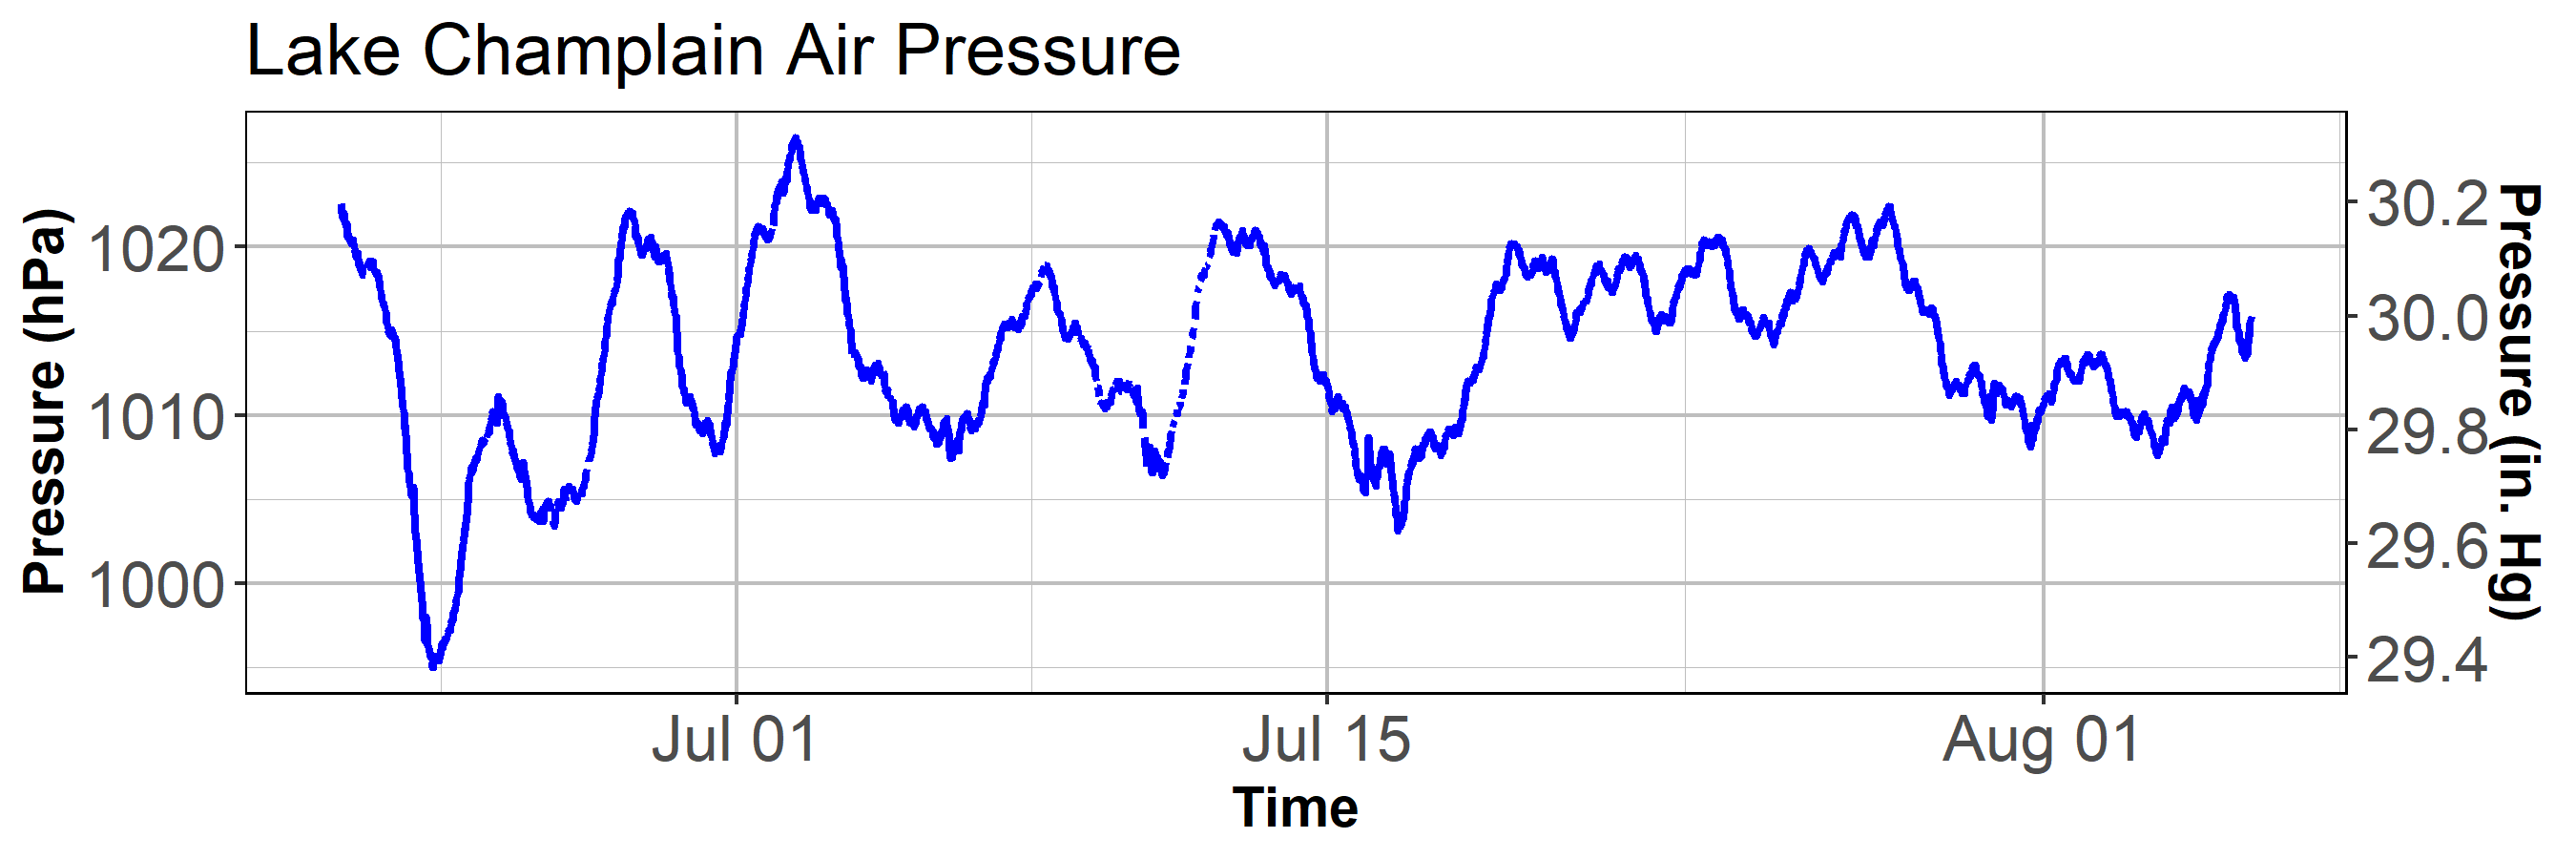 Lake Champlain Air Pressure
Pressure (hPa)
1020
1010
1000
30.2
30.0
29.8
29.6
29.4
Pressure (in. Hg)
Jul 01
Jul 15
Aug 01
Time